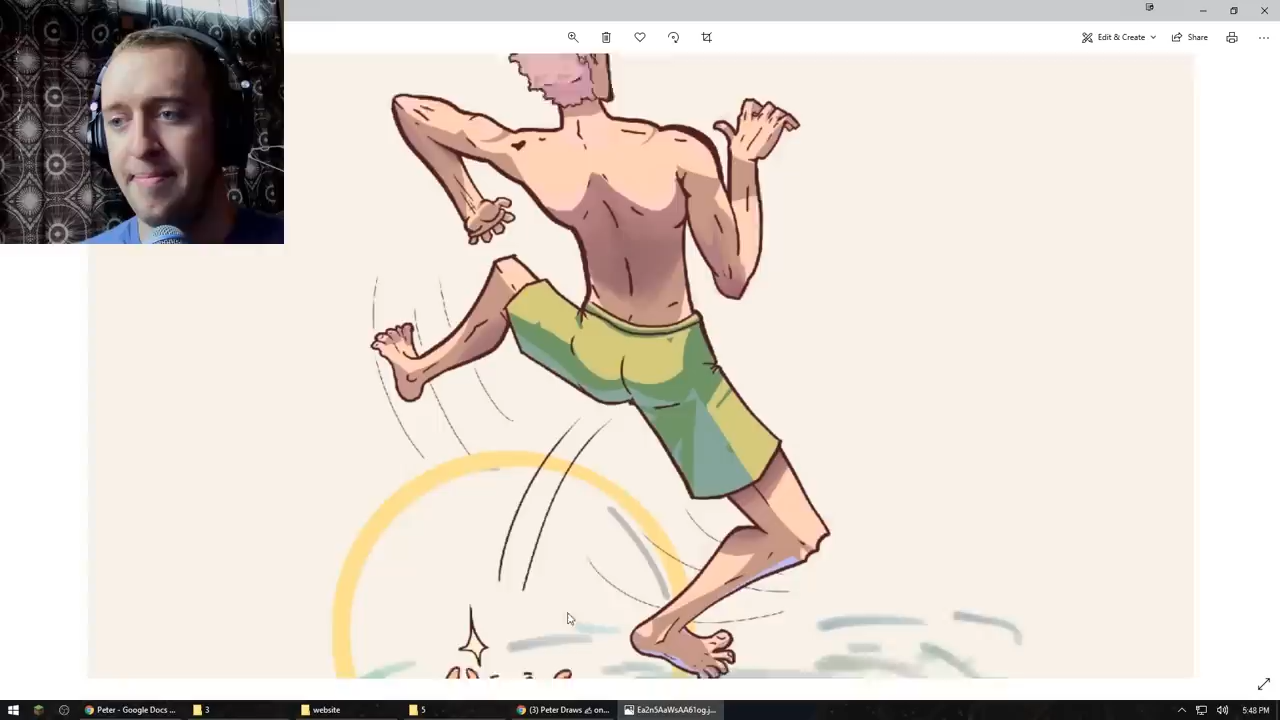 Edit & Create
Share
Peter - Google Docs ...
3
website
5
(3) Peter Draws ✍ on...
Ea2n5AaWsAA61og.j...
5:48 PM